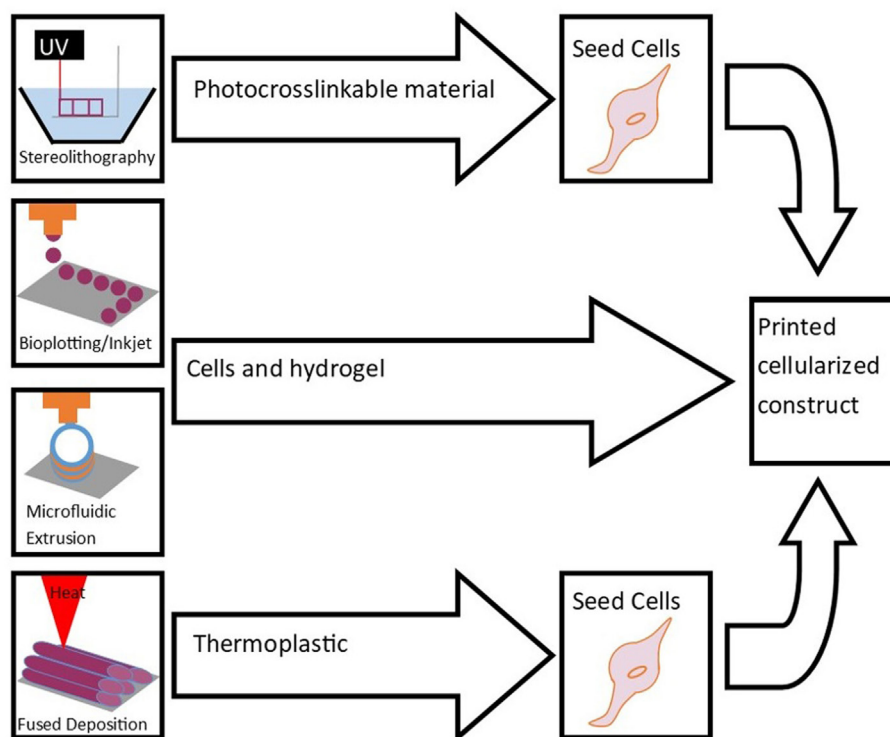 UV
Stereolithography
Photocrosslinkable material
Seed Cells
Bioplotting/Inkjet
Cells and hydrogel
Printed
cellularized
construct
Microfluidic
Extrusion
Heat
Fused Deposition
Thermoplastic
Seed Cells